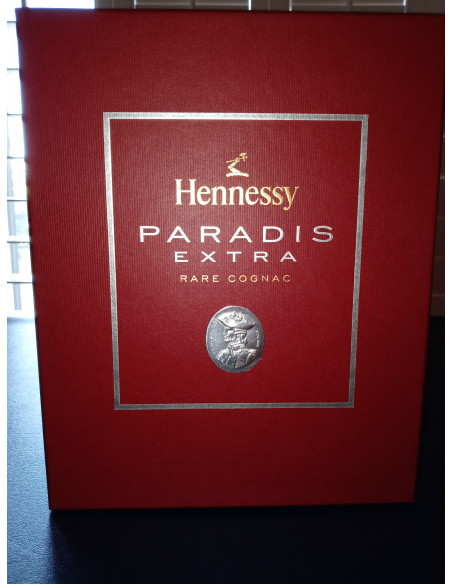 Hennessy
PARADIS
EXTRA
RARE COGNAC